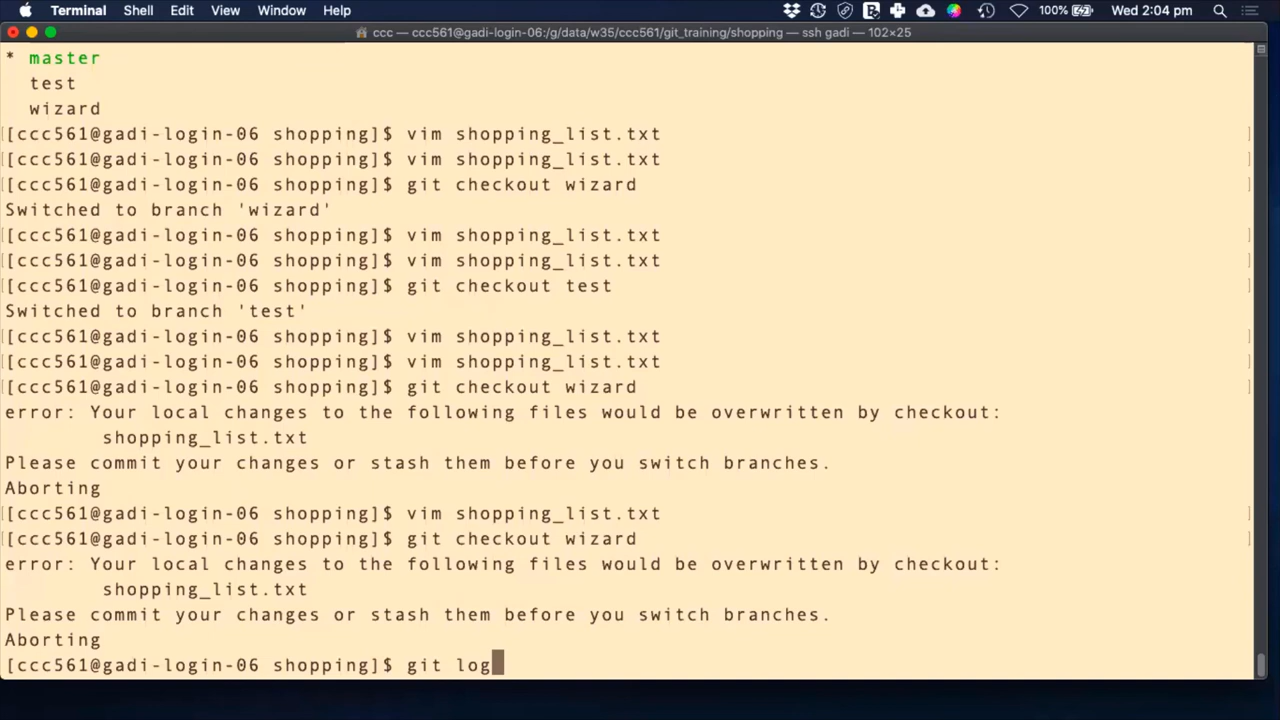 Terminal Shell Edit View Window Help 100% Wed 2:04 pm
ccc — ccc561@gadi-login-06:/g/data/w35/ccc561/git_training/shopping — ssh gadi — 102×25
* master
test
wizard
[ccc561@gadi-login-06 shopping]$ vim shopping_list.txt
[ccc561@gadi-login-06 shopping]$ vim shopping_list.txt
[ccc561@gadi-login-06 shopping]$ git checkout wizard
Switched to branch 'wizard'
[ccc561@gadi-login-06 shopping]$ vim shopping_list.txt
[ccc561@gadi-login-06 shopping]$ vim shopping_list.txt
[ccc561@gadi-login-06 shopping]$ git checkout test
Switched to branch 'test'
[ccc561@gadi-login-06 shopping]$ vim shopping_list.txt
[ccc561@gadi-login-06 shopping]$ vim shopping_list.txt
[ccc561@gadi-login-06 shopping]$ git checkout wizard
error: Your local changes to the following files would be overwritten by checkout:
shopping_list.txt
Please commit your changes or stash them before you switch branches.
Aborting
[ccc561@gadi-login-06 shopping]$ vim shopping_list.txt
[ccc561@gadi-login-06 shopping]$ git checkout wizard
error: Your local changes to the following files would be overwritten by checkout:
shopping_list.txt
Please commit your changes or stash them before you switch branches.
Aborting
[ccc561@gadi-login-06 shopping]$ git log